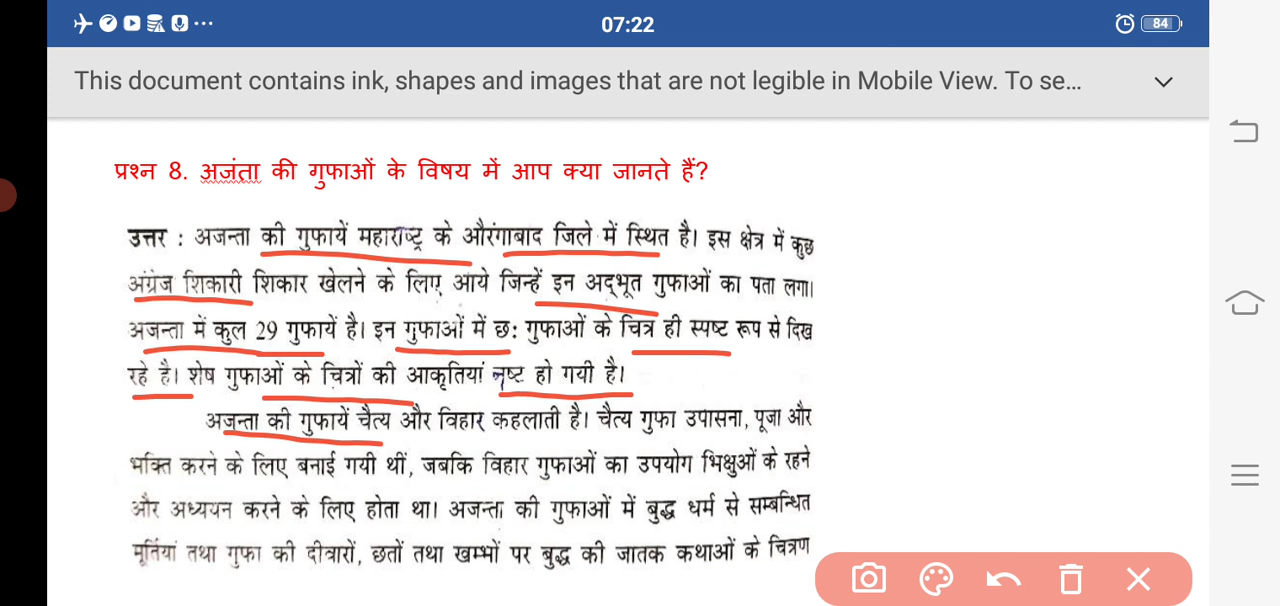 07:22
84
This document contains ink, shapes and images that are not legible in Mobile View. To se...
प्रश्न 8. अजंता की गुफाओं के विषय में आप क्या जानते हैं?
उत्तर : अजन्ता की गुफायें महाराष्ट्र के औरंगाबाद जिले में स्थित है। इस क्षेत्र में कुछ
अंग्रेज शिकारी शिकार खेलने के लिए आये जिन्हें इन अद्भूत गुफाओं का पता लगा।
अजन्ता में कुल 29 गुफायें है। इन गुफाओं में छ: गुफाओं के चित्र ही स्पष्ट रूप से दिख
रहे है। शेष गुफाओं के चित्रों की आकृतियां नष्ट हो गयी है।
अजन्ता की गुफायें चैत्य और विहार कहलाती है। चैत्य गुफा उपासना, पूजा और
भक्ति करने के लिए बनाई गयी थीं, जबकि विहार गुफाओं का उपयोग भिक्षुओं के रहने
और अध्ययन करने के लिए होता था। अजन्ता की गुफाओं में बुद्ध धर्म से सम्बन्धित
मूर्तियां तथा गुफा की दीवारों, छतों तथा खम्भों पर बुद्ध की जातक कथाओं के चित्रण